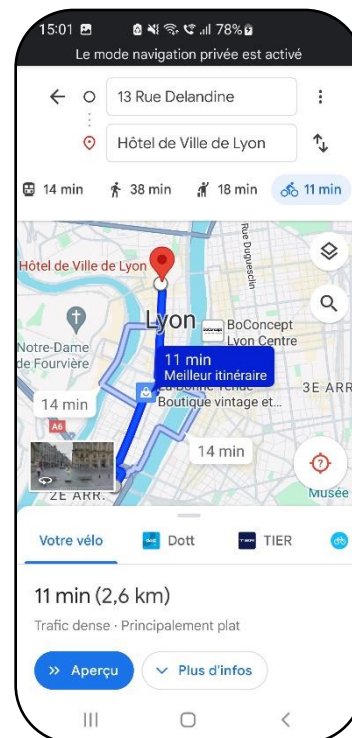 15:01 78%
Le mode navigation privée est activé
13 Rue Delandine
Hôtel de Ville de Lyon
14 min 38 min 18 min 11 min
Rue Duguesclin
Hôtel de Ville de Lyon
Lyon
BoConcept
Lyon Centre
Notre-Dame
de Fourvière
11 min
Meilleur itinéraire
3E ARR
Boutique vintage et...
14 min
A6
14 min
2E ARR.
Musée
Votre vélo Dott TIER
11 min (2,6 km)
Trafic dense · Principalement plat
Aperçu Plus d'infos